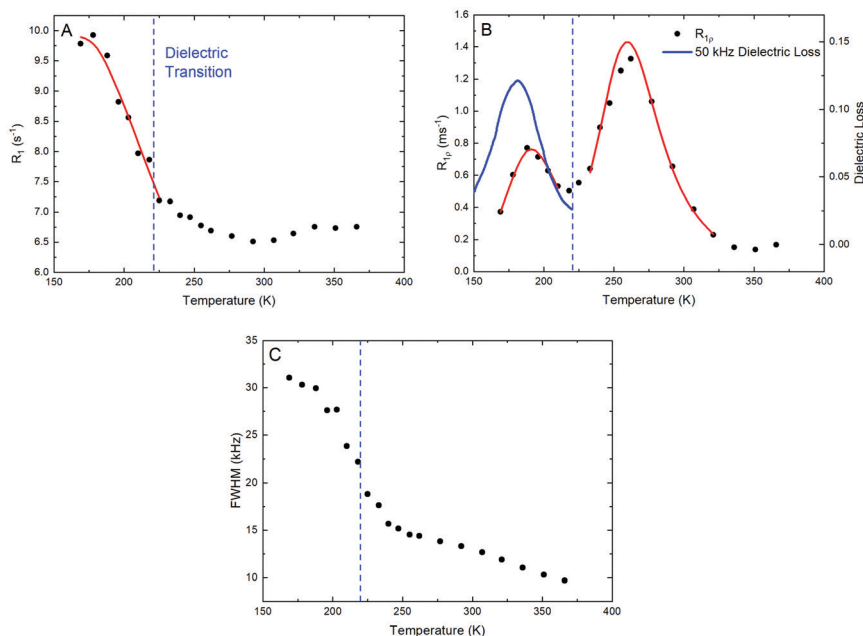 A
Dielectric
Transition
R₁ (s⁻¹)
10.0
9.5
9.0
8.5
8.0
7.5
7.0
6.5
6.0
150 200 250 300 350 400
Temperature (K)
B
R₁ρ
50 kHz Dielectric Loss
R₁ρ (ms⁻¹)
1.6
1.4
1.2
1.0
0.8
0.6
0.4
0.2
0.0
0.15
0.10
0.05
0.00
Dielectric Loss
150 200 250 300 350 400
Temperature (K)
C
FWHM (kHz)
35
30
25
20
15
10
150 200 250 300 350 400
Temperature (K)